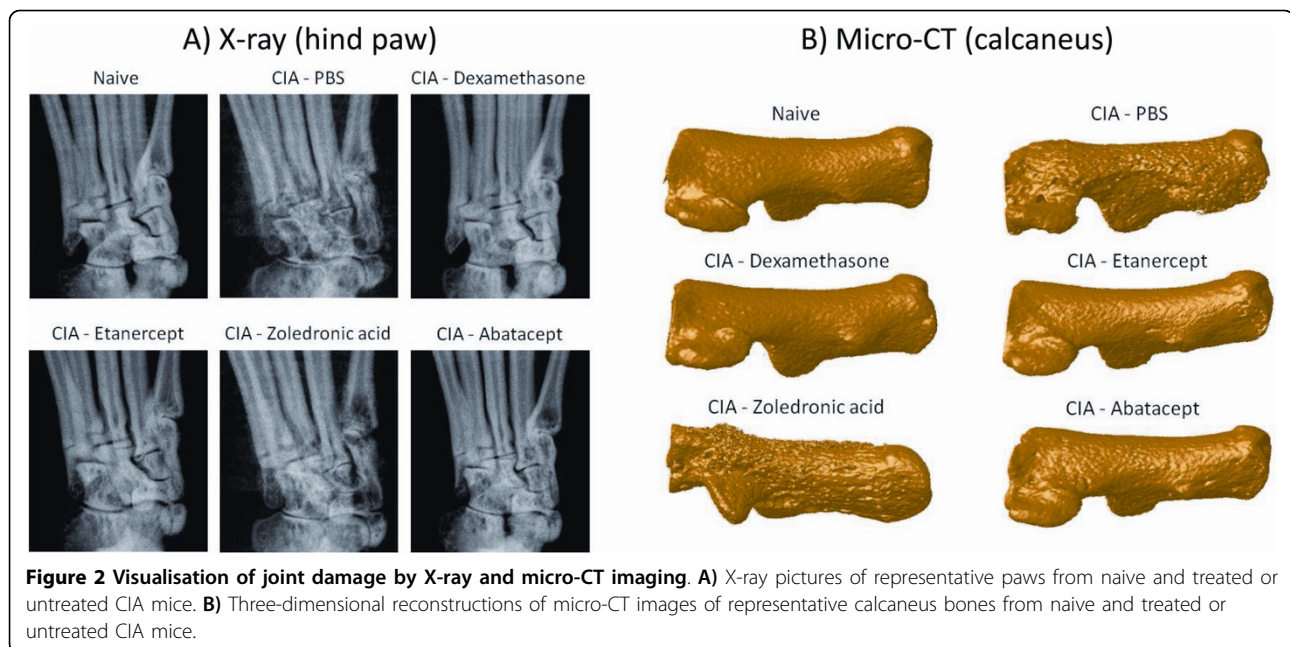 A) X-ray (hind paw)
Naive
CIA - PBS
CIA - Dexamethasone
CIA - Etanercept
CIA - Zoledronic acid
CIA - Abatacept
B) Micro-CT (calcaneus)
Naive
CIA - PBS
CIA - Dexamethasone
CIA - Etanercept
CIA - Zoledronic acid
CIA - Abatacept
Figure 2 Visualisation of joint damage by X-ray and micro-CT imaging. A) X-ray pictures of representative paws from naive and treated or
untreated CIA mice. B) Three-dimensional reconstructions of micro-CT images of representative calcaneus bones from naive and treated or
untreated CIA mice.